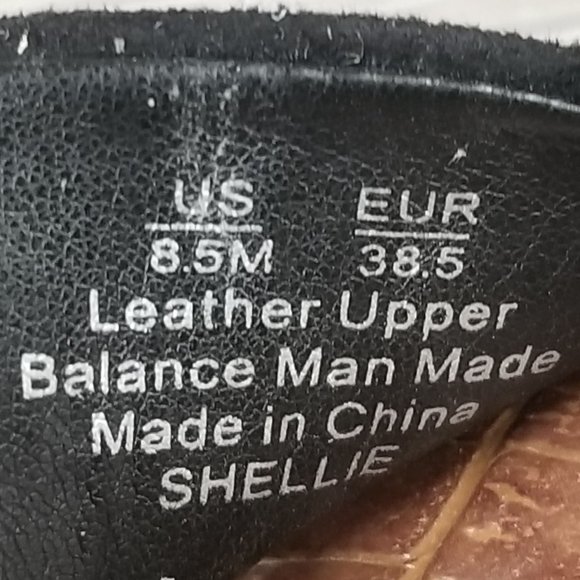 US EUR
8.5M 38.5
Leather Upper
Balance Man Made
Made in China
SHELLIE